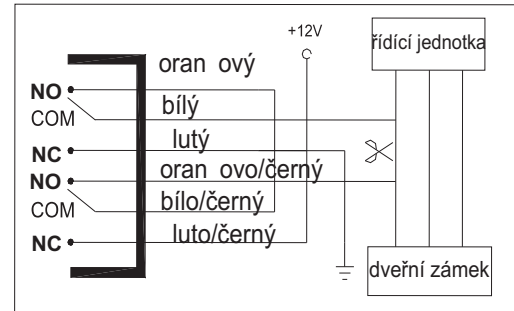 +12V
řídící jednotka
oran ový
NO
bílý
COM
lutý
NC
oran ovo/černý
NO
bílo/černý
COM
luto/černý
NC
dveřní zámek